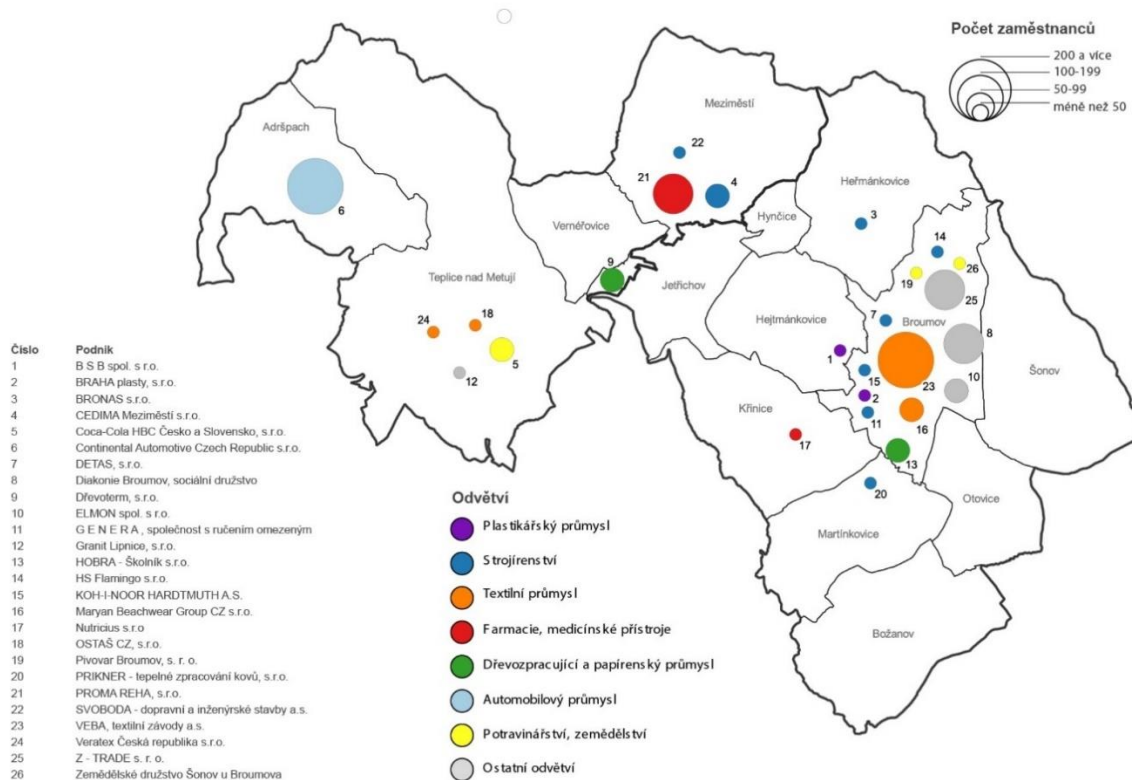 Počet zaměstnanců
200 a více
100-199
50-99
méně než 50
Adršpach
6
Meziměstí
22
21
4
Vernéřovice
9
Hynčice
Heřmánkovice
3
14
26
19
25
Teplice nad Metují
18
24
5
12
Jetřichov
Hejtmánkovice
1
7
Broumov
8
23
15
2
11
16
10
13
Šonov
Křinice
17
20
Martínkovice
Otovice
Božanov
Číslo Podnik
1 B S B spol. s r.o.
2 BRAHA plasty, s.r.o.
3 BRONAS s.r.o.
4 CEDIMA Meziměstí s.r.o.
5 Coca-Cola HBC Česko a Slovensko, s.r.o.
6 Continental Automotive Czech Republic s.r.o.
7 DETAS, s.r.o.
8 Diakonie Broumov, sociální družstvo
9 Dřevoterm, s.r.o.
10 ELMON spol. s r.o.
11 G E N E R A , společnost s ručením omezeným
12 Granit Lipnice, s.r.o.
13 HOBRA - Školník s.r.o.
14 HS Flamingo s.r.o.
15 KOH-I-NOOR HARDTMUTH A.S.
16 Maryan Beachwear Group CZ s.r.o.
17 Nutricius s.r.o
18 OSTAŠ CZ, s.r.o.
19 Pivovar Broumov, s. r. o.
20 PRIKNER - tepelné zpracování kovů, s.r.o.
21 PROMA REHA, s.r.o.
22 SVOBODA - dopravní a inženýrské stavby a.s.
23 VEBA, textilní závody a.s.
24 Veratex Česká republika s.r.o.
25 Z - TRADE s. r. o.
26 Zemědělské družstvo Šonov u Broumova
Odvětví
Plastikářský průmysl
Strojírenství
Textilní průmysl
Farmacie, medicínské přístroje
Dřevozpracující a papírenský průmysl
Automobilový průmysl
Potravinářství, zemědělství
Ostatní odvětví